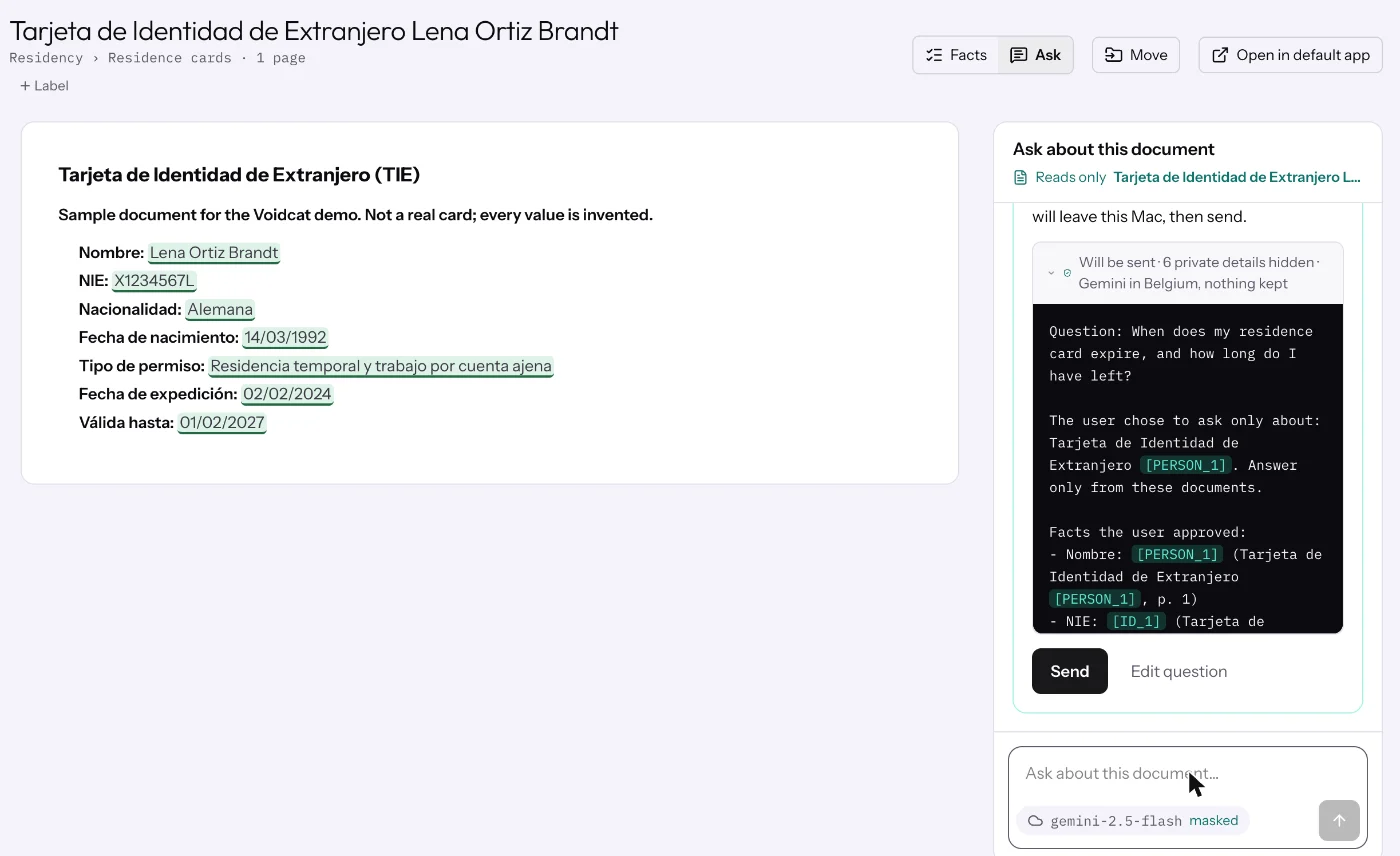 Tarjeta de Identidad de Extranjero Lena Ortiz Brandt
Residency › Residence cards · 1 page
+ Label
Facts
Ask
Move
Open in default app
Tarjeta de Identidad de Extranjero (TIE)
Sample document for the Voidcat demo. Not a real card; every value is invented.
Nombre: Lena Ortiz Brandt
NIE: X1234567L
Nacionalidad: Alemana
Fecha de nacimiento: 14/03/1992
Tipo de permiso: Residencia temporal y trabajo por cuenta ajena
Fecha de expedición: 02/02/2024
Válida hasta: 01/02/2027
Ask about this document
Reads only Tarjeta de Identidad de Extranjero L...
will leave this Mac, then send.
Will be sent · 6 private details hidden ·
Gemini in Belgium, nothing kept
Question: When does my residence
card expire, and how long do I
have left?
The user chose to ask only about:
Tarjeta de Identidad de
Extranjero [PERSON_1]. Answer
only from these documents.
Facts the user approved:
- Nombre: [PERSON_1] (Tarjeta de
Identidad de Extranjero
[PERSON_1], p. 1)
- NIE: [ID_1] (Tarjeta de
Send
Edit question
Ask about this document...
gemini-2.5-flash masked